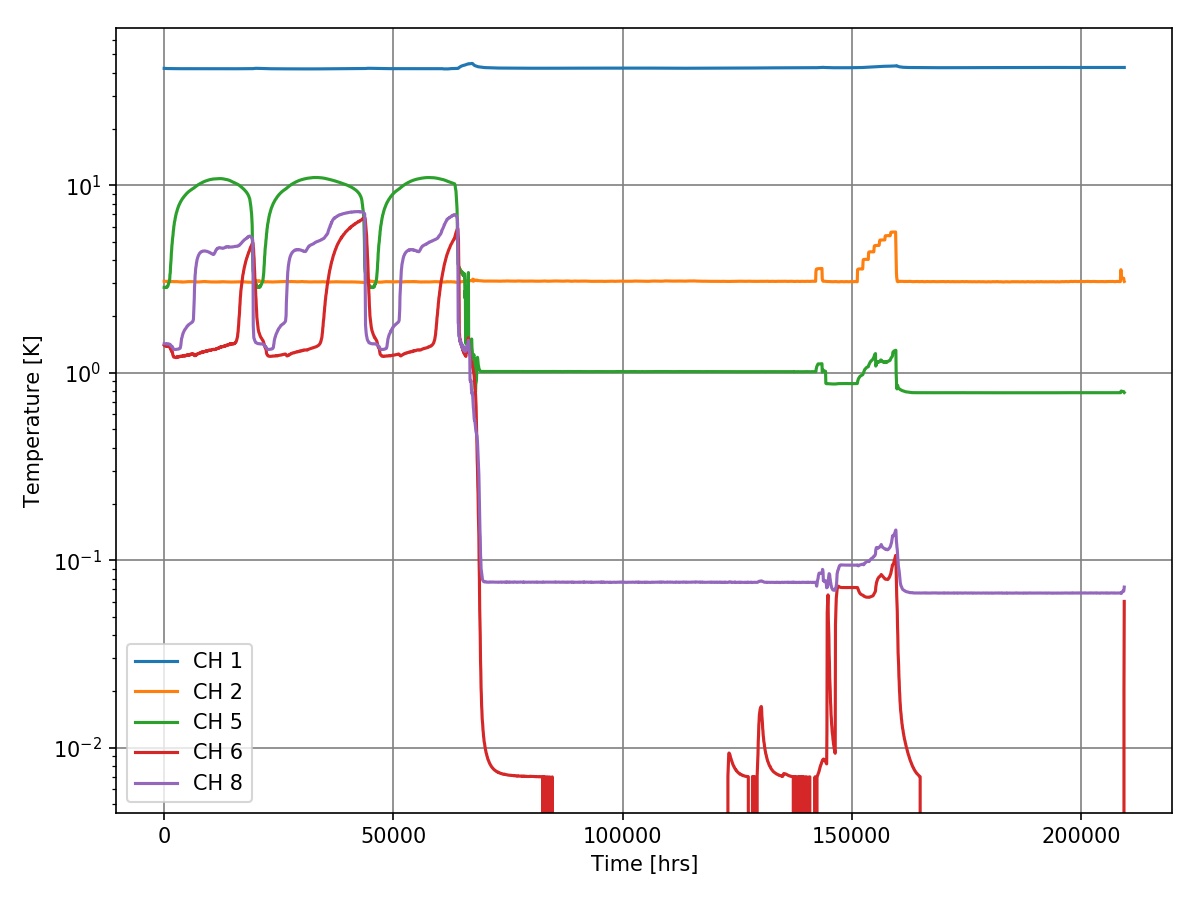 Temperature [K]
10¹
10⁰
10⁻¹
10⁻²
CH 1
CH 2
CH 5
CH 6
CH 8
0 50000 100000 150000 200000
Time [hrs]